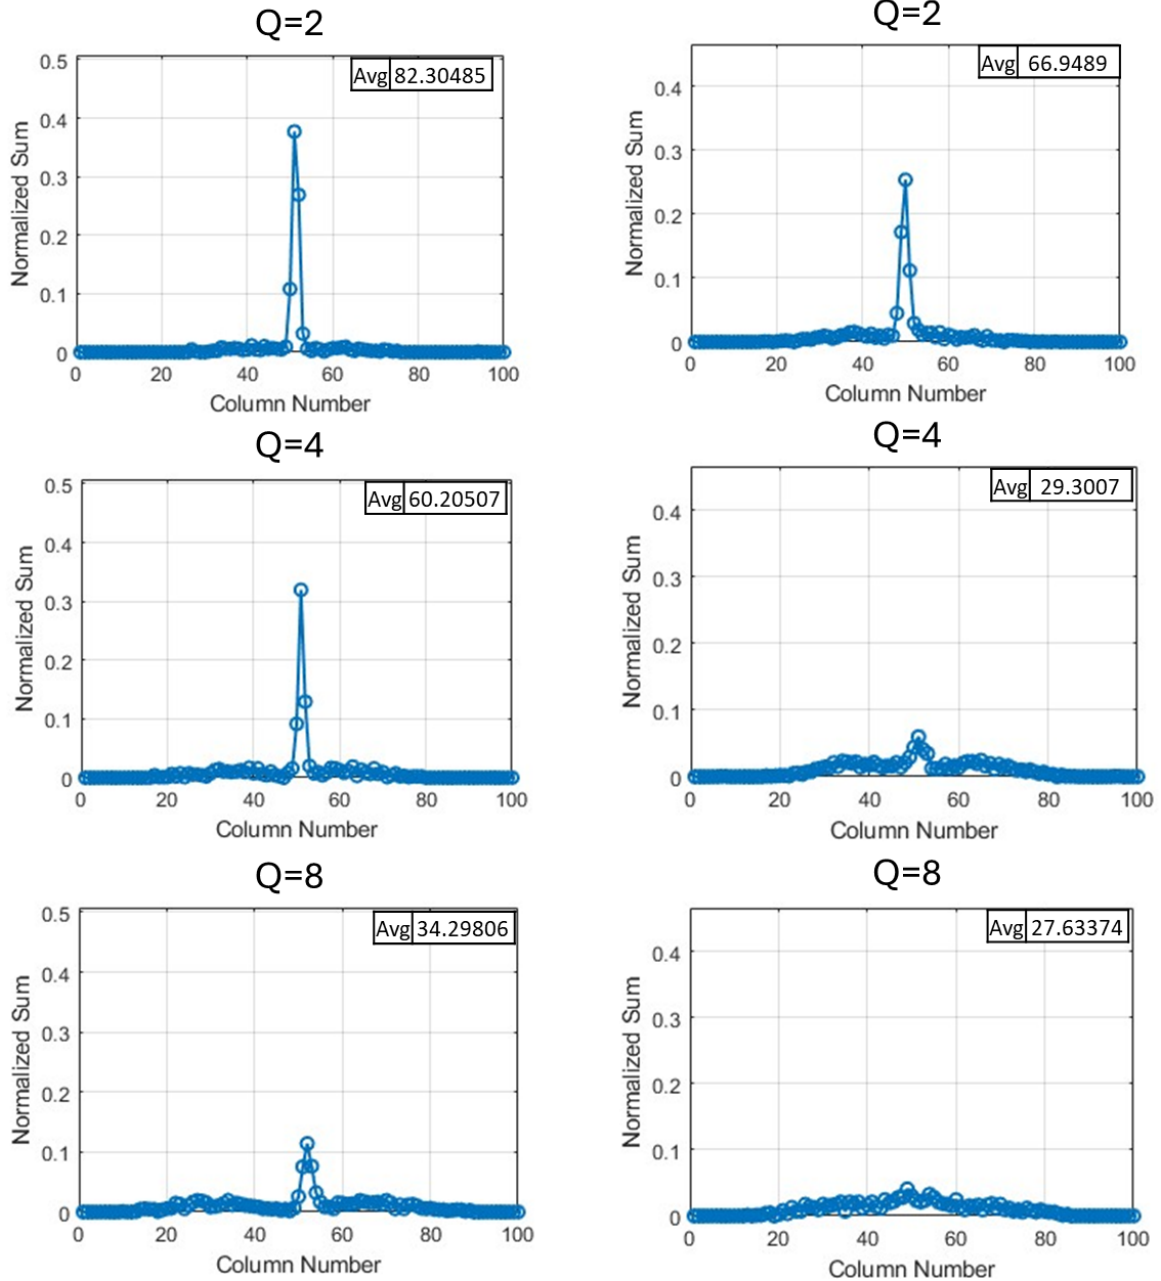 Q=2
Avg 82.30485
Normalized Sum
0.5
0.4
0.3
0.2
0.1
0
0 20 40 60 80 100
Column Number
Q=2
Avg 66.9489
Normalized Sum
0.4
0.3
0.2
0.1
0
0 20 40 60 80 100
Column Number
Q=4
Avg 60.20507
Normalized Sum
0.5
0.4
0.3
0.2
0.1
0
0 20 40 60 80 100
Column Number
Q=4
Avg 29.3007
Normalized Sum
0.4
0.3
0.2
0.1
0
0 20 40 60 80 100
Column Number
Q=8
Avg 34.29806
Normalized Sum
0.5
0.4
0.3
0.2
0.1
0
0 20 40 60 80 100
Column Number
Q=8
Avg 27.63374
Normalized Sum
0.4
0.3
0.2
0.1
0
0 20 40 60 80 100
Column Number